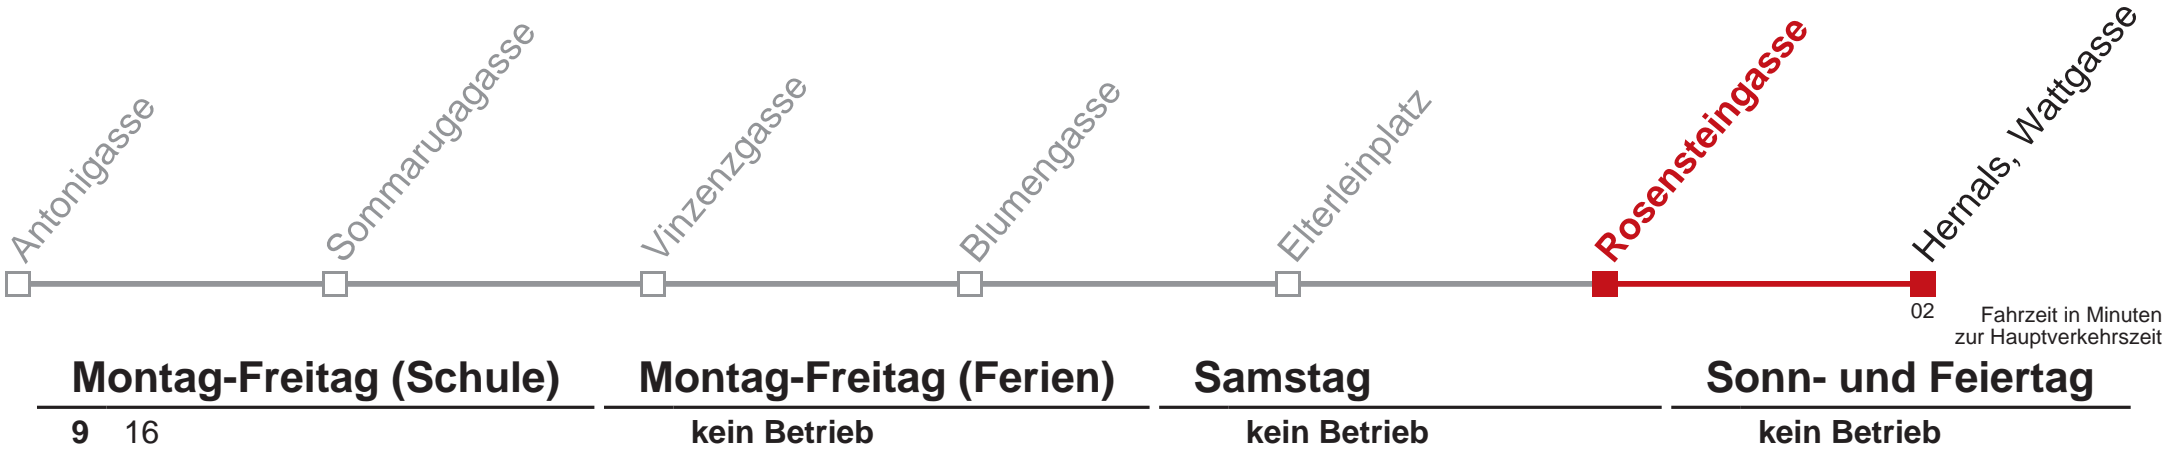 Antonigasse
Sommarugagasse
Vinzenzgasse
Blumengasse
Elterleinplatz
Rosensteingasse
Hernals, Wattgasse
02
Fahrzeit in Minuten
zur Hauptverkehrszeit
Montag-Freitag (Schule)
9 16
Montag-Freitag (Ferien)
kein Betrieb
Samstag
kein Betrieb
Sonn- und Feiertag
kein Betrieb